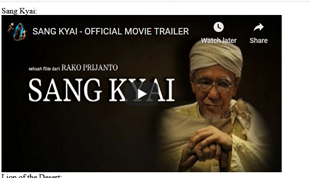 Sang Kyai:
SANG KYAI - OFFICIAL MOVIE TRAILER
Watch later
Share
sebuah film dari RAKO PRIJANTO
SANG KYAI
Lion of the Desert: